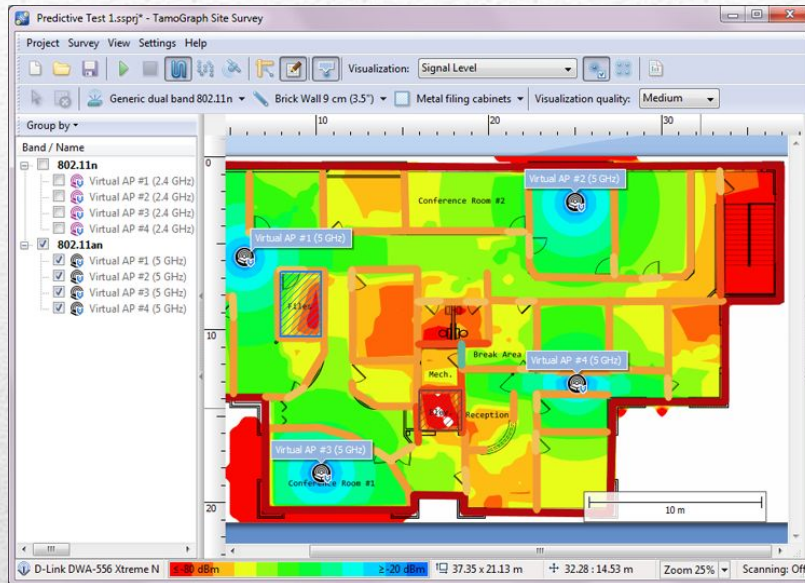 Predictive Test 1.ssprj* - TamoGraph Site Survey
Project Survey View Settings Help
Visualization: Signal Level
Generic dual band 802.11n Brick Wall 9 cm (3.5") Metal filing cabinets Visualization quality: Medium
Group by
Band / Name
802.11n
Virtual AP #1 (2.4 GHz)
Virtual AP #2 (2.4 GHz)
Virtual AP #3 (2.4 GHz)
Virtual AP #4 (2.4 GHz)
802.11an
Virtual AP #1 (5 GHz)
Virtual AP #2 (5 GHz)
Virtual AP #3 (5 GHz)
Virtual AP #4 (5 GHz)
10 20 30
0
10
20
Virtual AP #2 (5 GHz)
Conference Room #2
Virtual AP #1 (5 GHz)
Files
Break Area
Virtual AP #4 (5 GHz)
Mech.
Elev.
Reception
Virtual AP #3 (5 GHz)
Conference Room #1
10 m
D-Link DWA-556 Xtreme N ≤-80 dBm ≥-20 dBm 37.35 x 21.13 m 32.28 : 14.53 m Zoom 25% Scanning: Off